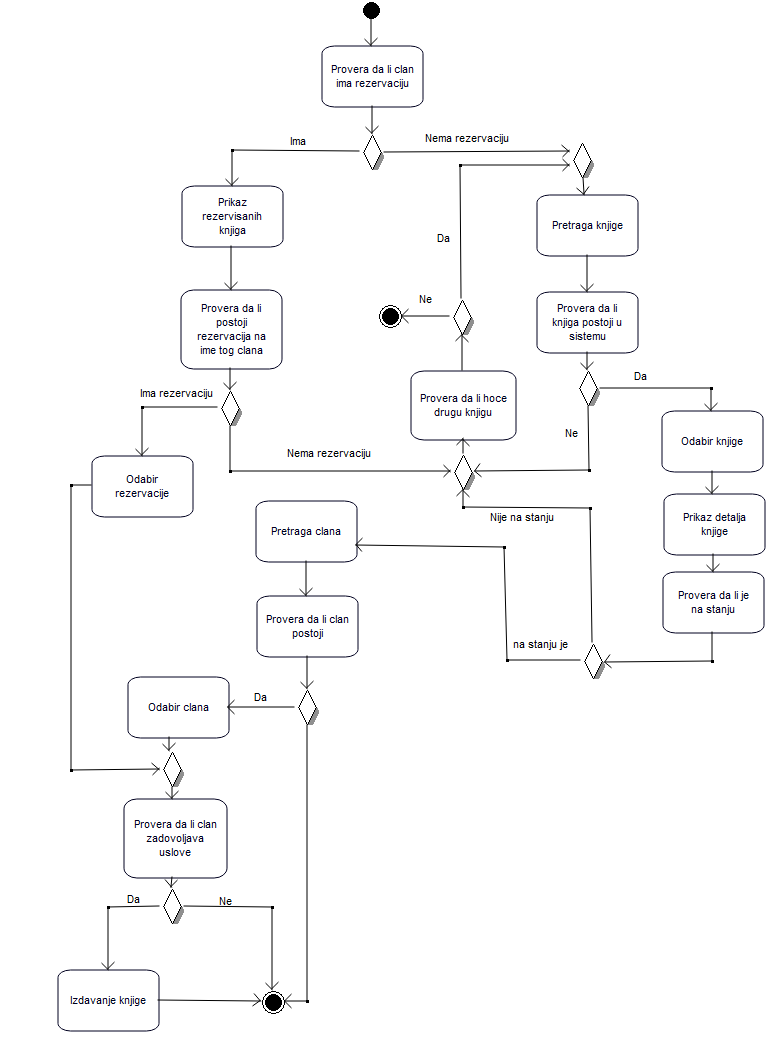 Provera da li clan
ima rezervaciju
Ima
Nema rezervaciju
Prikaz
rezervisanih
knjiga
Pretraga knjige
Da
Provera da li
postoji
rezervacija na
ime tog clana
Ne
Provera da li
knjiga postoji u
sistemu
Ima rezervaciju
Provera da li hoce
drugu knjigu
Da
Ne
Odabir knjige
Nema rezervaciju
Odabir
rezervacije
Pretraga clana
Nije na stanju
Prikaz detalja
knjige
Provera da li clan
postoji
Provera da li je
na stanju
na stanju je
Da
Odabir clana
Provera da li clan
zadovoljava
uslove
Da
Ne
Izdavanje knjige